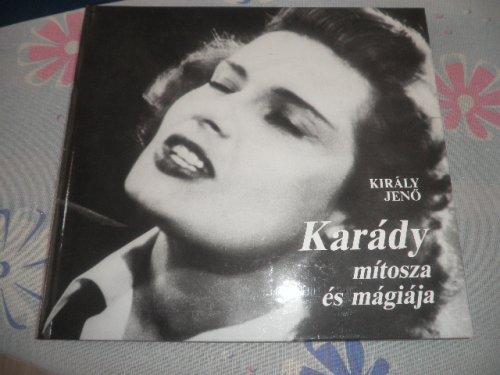 KIRÁLY
JENŐ
Karády
mítosza
és mágiája